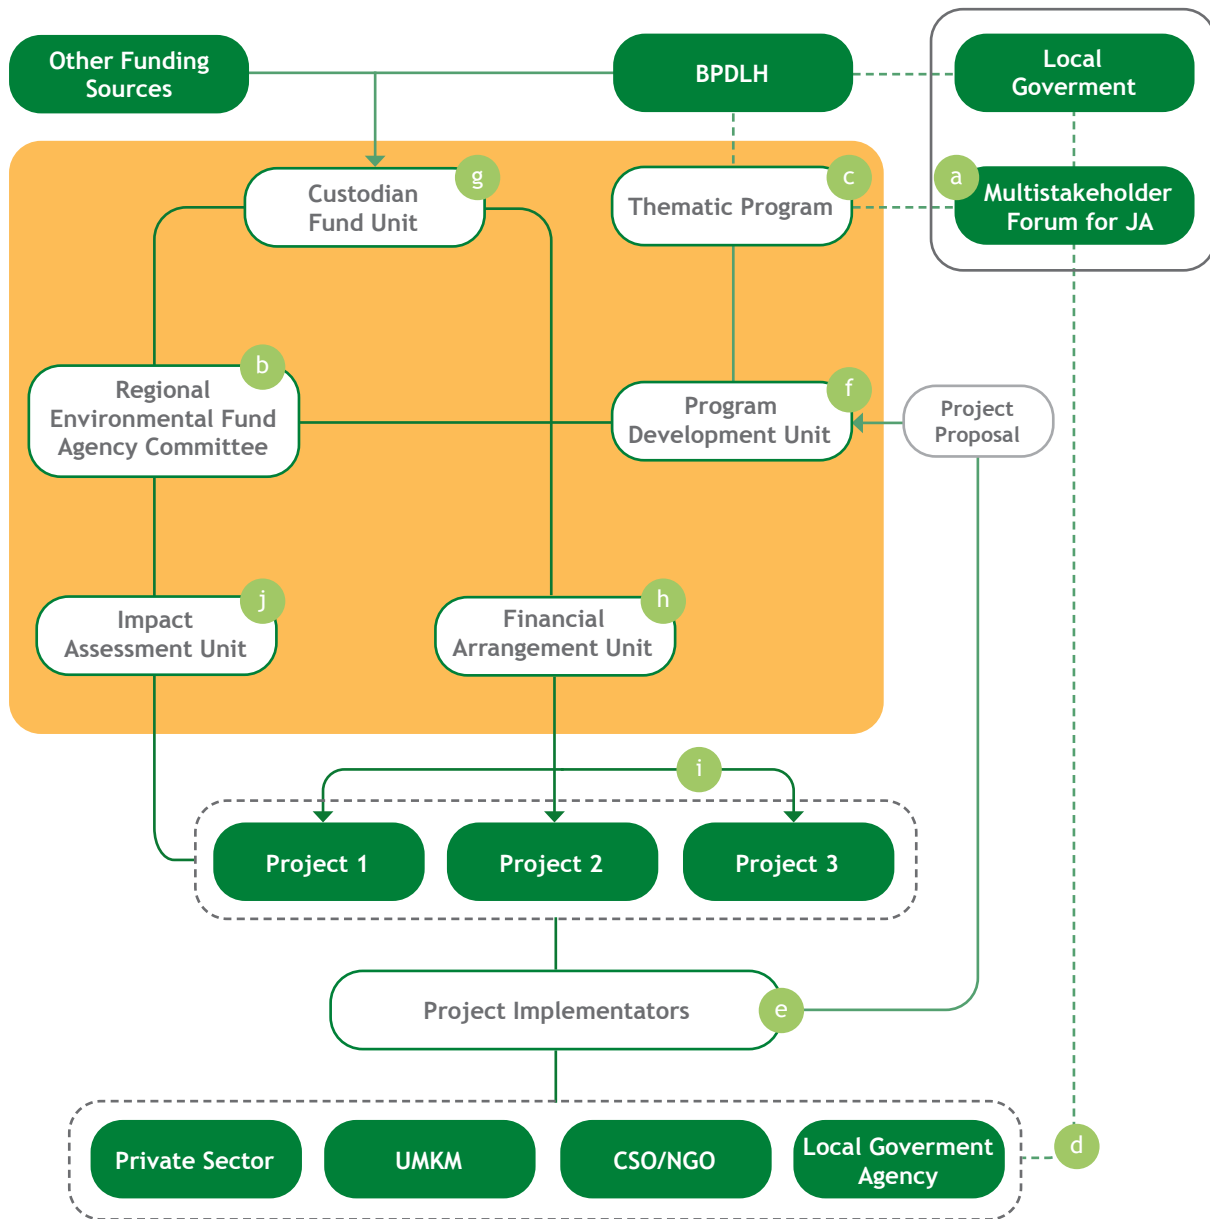 Other Funding
Sources
BPDLH
Local
Goverment
g
Custodian
Fund Unit
c
Thematic Program
a
Multistakeholder
Forum for JA
b
Regional
Environmental Fund
Agency Committee
f
Program
Development Unit
Project
Proposal
j
Impact
Assessment Unit
h
Financial
Arrangement Unit
i
Project 1
Project 2
Project 3
Project Implementators
e
Private Sector
UMKM
CSO/NGO
Local Goverment
Agency
d